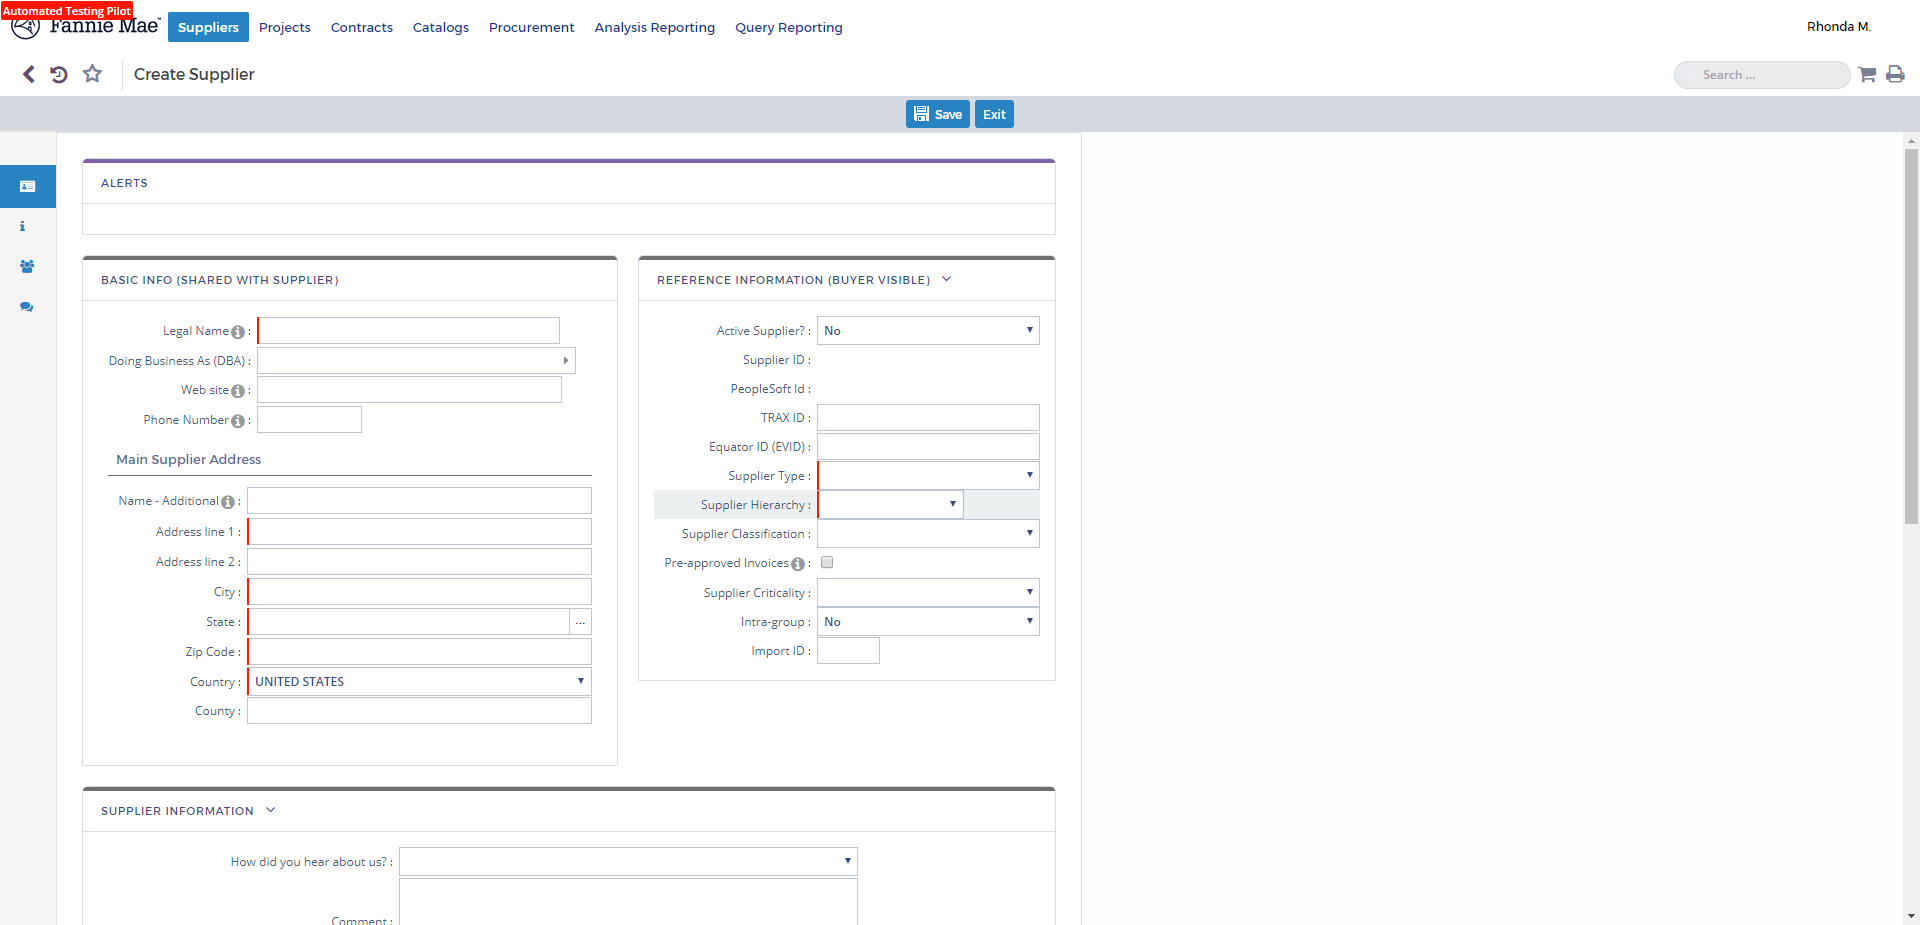 Automated Testing Pilot
Fannie Mae
Suppliers
Projects
Contracts
Catalogs
Procurement
Analysis Reporting
Query Reporting
Rhonda M.
Create Supplier
Search ...
Save
Exit
ALERTS
BASIC INFO (SHARED WITH SUPPLIER)
Legal Name :
Doing Business As (DBA) :
Web site :
Phone Number :
Main Supplier Address
Name - Additional :
Address line 1 :
Address line 2 :
City :
State :
...
Zip Code :
Country :
UNITED STATES
County :
REFERENCE INFORMATION (BUYER VISIBLE)
Active Supplier? :
No
Supplier ID :
PeopleSoft Id :
TRAX ID :
Equator ID (EVID) :
Supplier Type :
Supplier Hierarchy :
Supplier Classification :
Pre-approved Invoices :
Supplier Criticality :
Intra-group :
No
Import ID :
SUPPLIER INFORMATION
How did you hear about us? :
Comment :